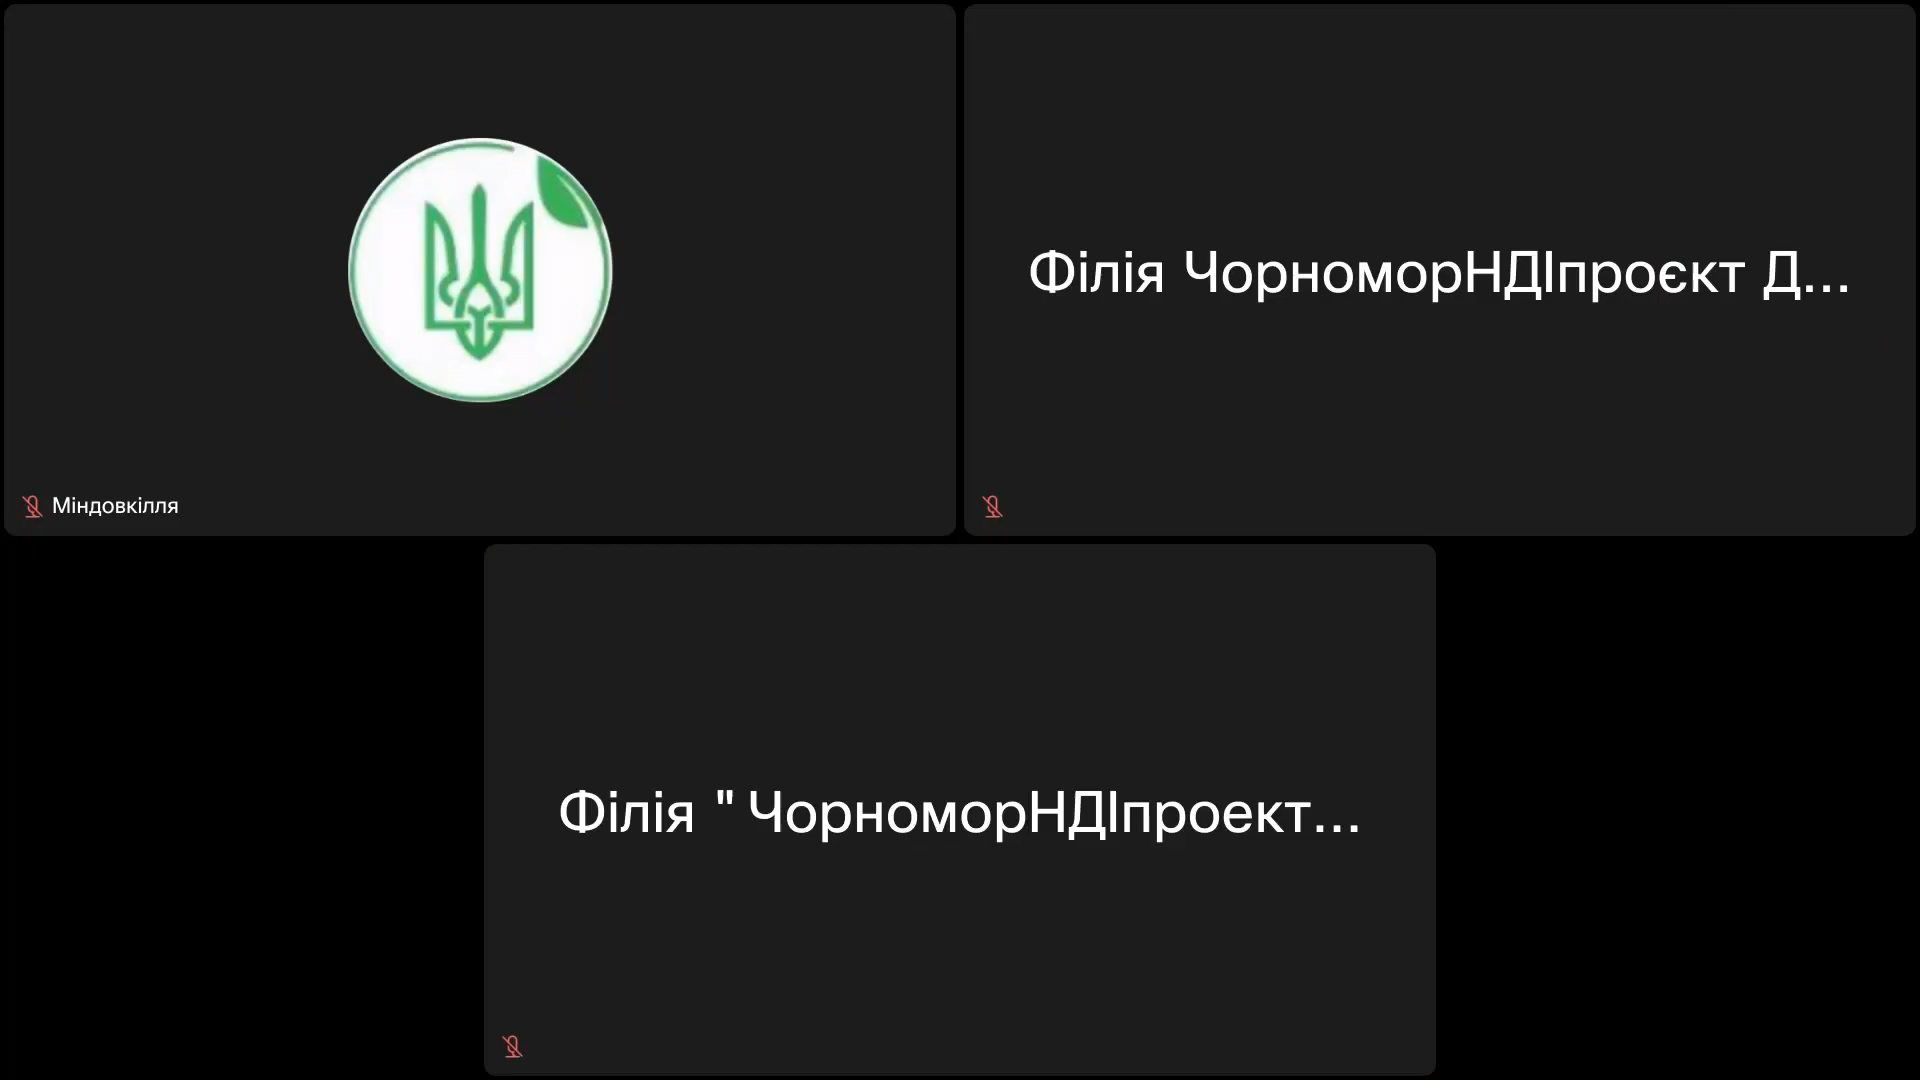 Міндовкілля
Філія ЧорноморНДІпроєкт Д...
Філія " ЧорноморНДІпроект...